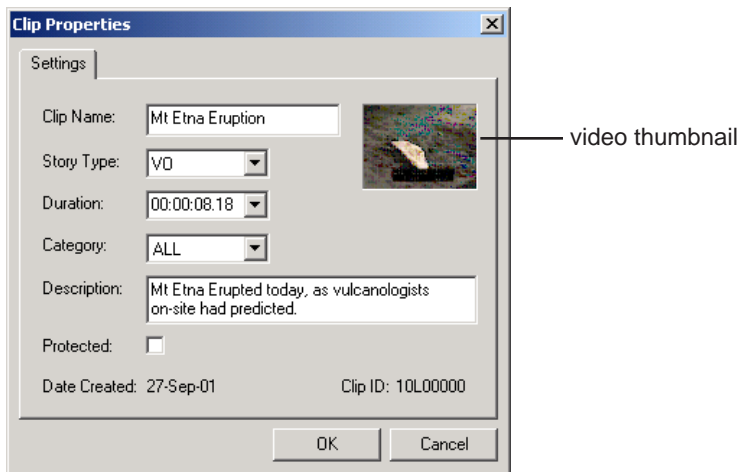 Clip Properties
Settings
Clip Name: Mt Etna Eruption
video thumbnail
Story Type: VO
Duration: 00:00:08.18
Category: ALL
Description: Mt Etna Erupted today, as vulcanologists
on-site had predicted.
Protected:
Date Created: 27-Sep-01 Clip ID: 10L00000
OK Cancel